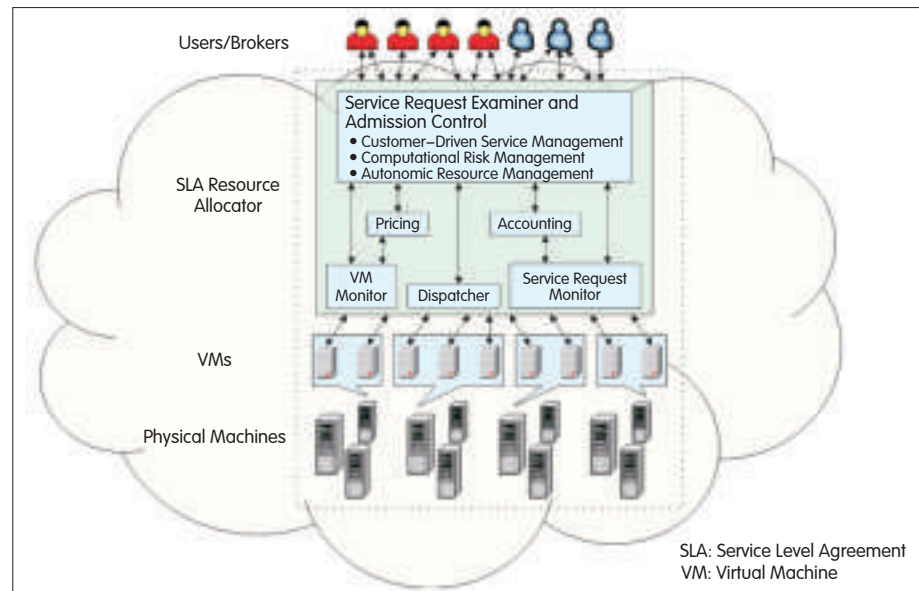 Users/Brokers
Service Request Examiner and
Admission Control
• Customer–Driven Service Management
• Computational Risk Management
• Autonomic Resource Management
SLA Resource
Allocator
Pricing
Accounting
VM
Monitor
Dispatcher
Service Request
Monitor
VMs
Physical Machines
SLA: Service Level Agreement
VM: Virtual Machine